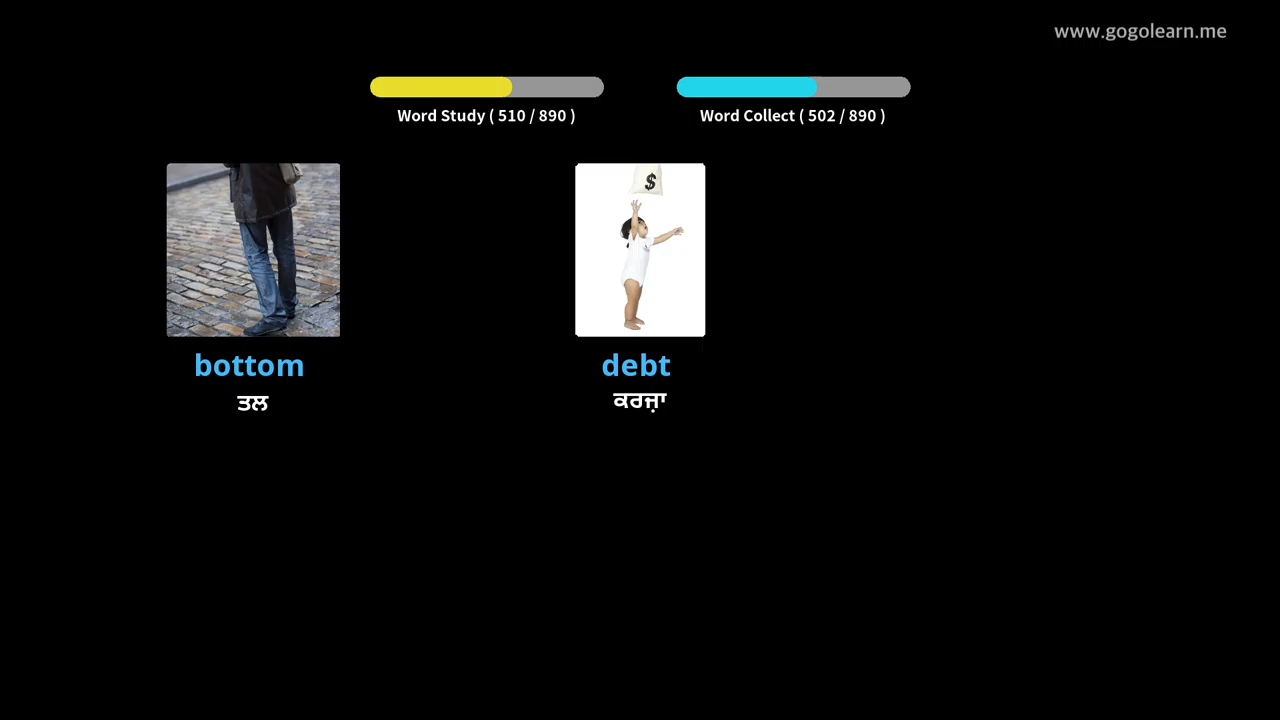 www.gogolearn.me
Word Study ( 510 / 890 )
Word Collect ( 502 / 890 )
$
bottom
debt
ਤਲ
ਕਰਜ਼ਾ